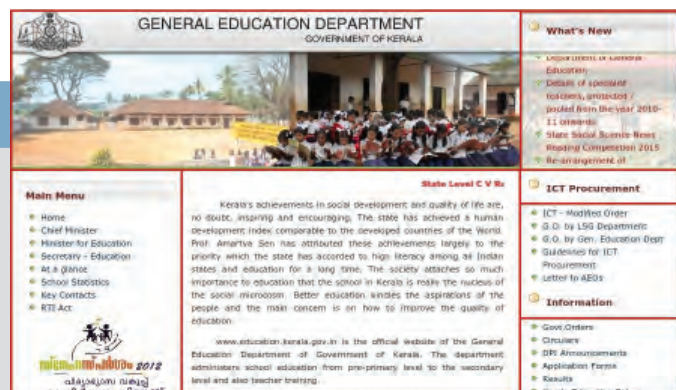 GENERAL EDUCATION DEPARTMENT
GOVERNMENT OF KERALA
What's New
Department of General
Education
Details of specialist
teachers, protected /
pooled from the year 2010-
11 onwards
State Social Science News
Reading Competition 2015
Re-arrangement of
Main Menu
Home
Chief Minister
Minister for Education
Secretary - Education
At a glance
School Statistics
Key Contacts
RTI Act
2012
State Level C V Ra
Kerala's achievements in social development and quality of life are,
no doubt, inspiring and encouraging. The state has achieved a human
development index comparable to the developed countries of the World.
Prof. Amartya Sen has attributed these achievements largely to the
priority which the state has accorded to high literacy among all Indian
states and education for a long time. The society attaches so much
importance to education that the school in Kerala is really the nucleus of
the social microcosm. Better education kindles the aspirations of the
people and the main concern is on how to improve the quality of
education.
www.education.kerala.gov.in is the official website of the General
Education Department of Government of Kerala. The department
administers school education from pre-primary level to the secondary
level and also teacher training.
ICT Procurement
ICT - Modified Order
G.O. by LSG Department
G.O. by Gen. Education Dept
Guidelines for ICT
Procurement
Letter to AEOs
Information
Govt.Orders
Circulars
DPI Announcements
Application Forms
Results